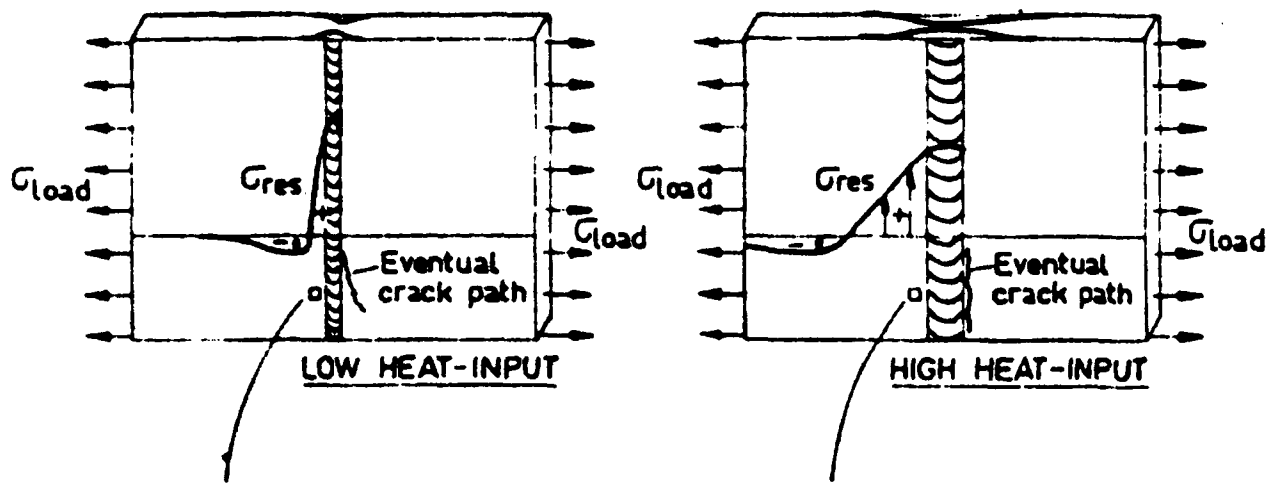 σload
σres
+
−
σload
Eventual
crack path
LOW HEAT-INPUT
σload
σres
+
−
σload
Eventual
crack path
HIGH HEAT-INPUT